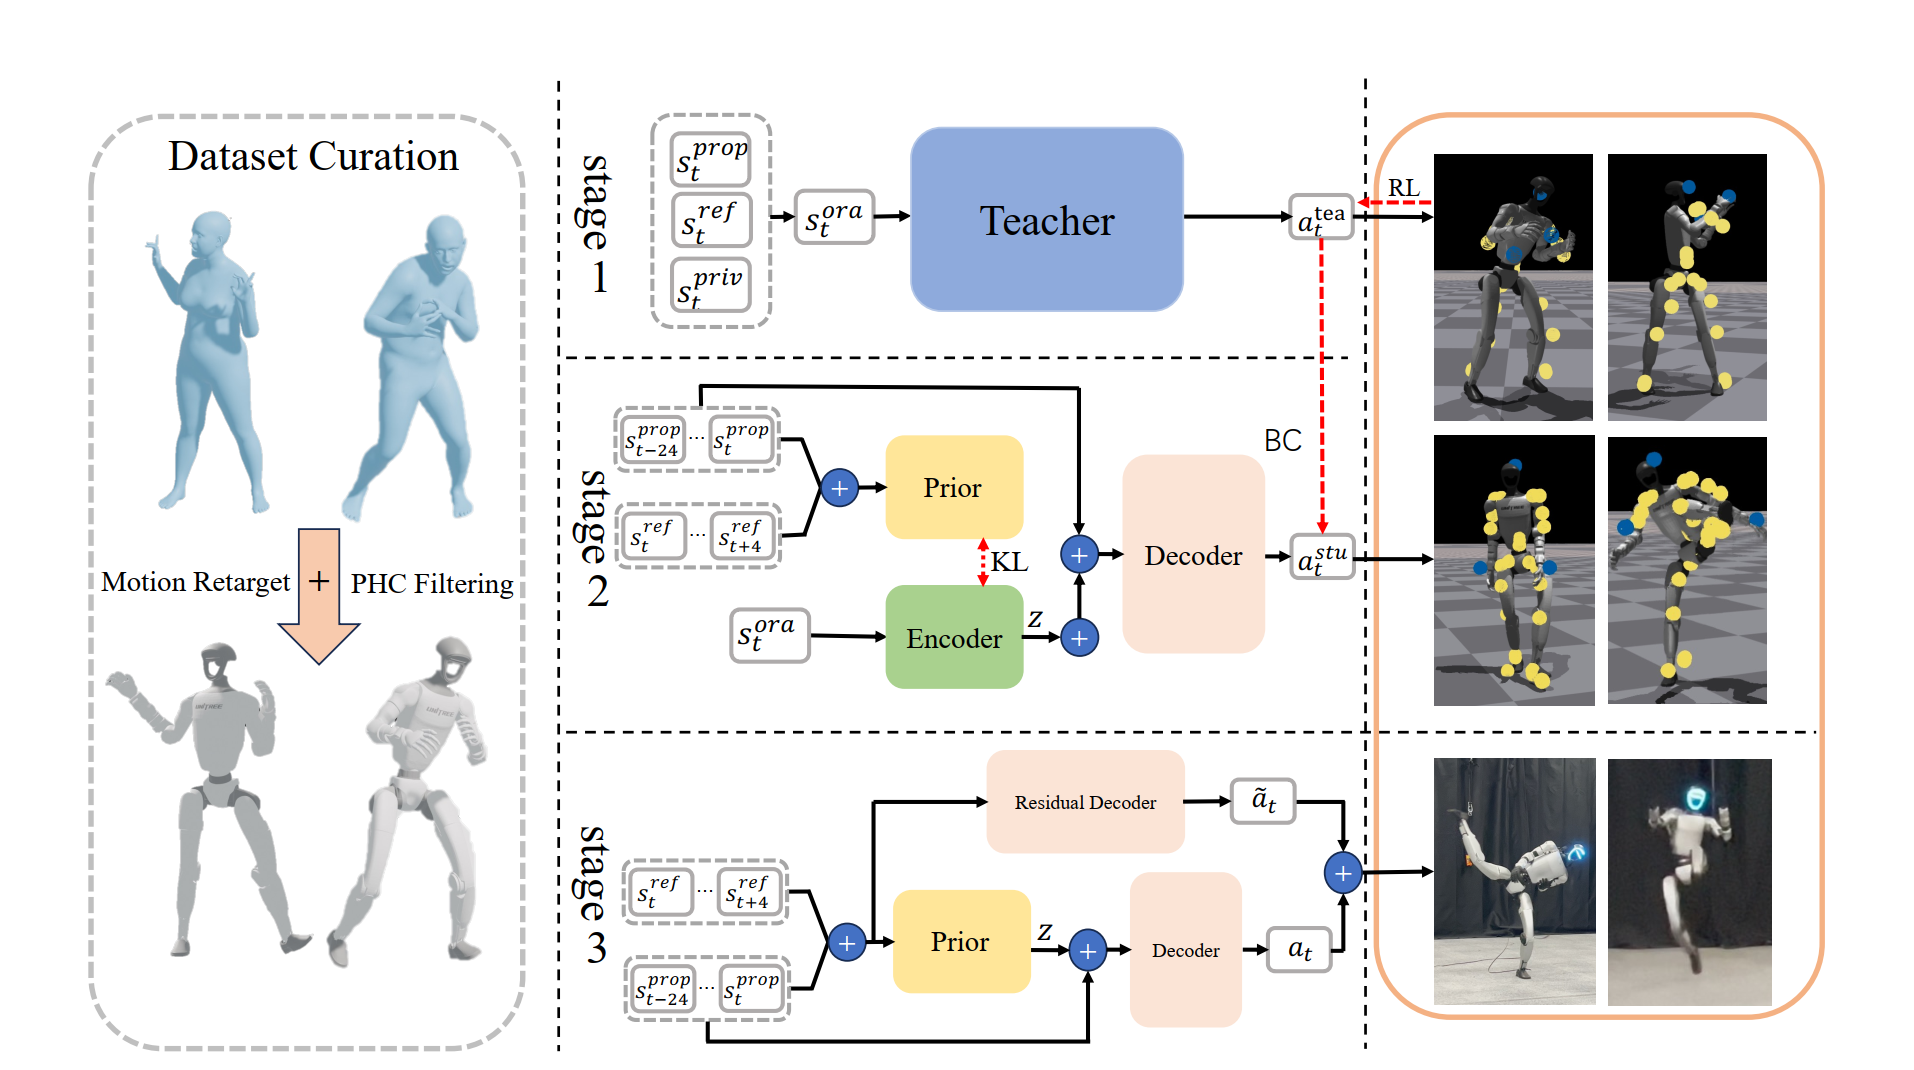 Dataset Curation
Motion Retarget + PHC Filtering
UNITREE
UNITREE
stage 1
s_t^{prop}
s_t^{ref}
s_t^{priv}
s_t^{ora}
Teacher
a_t^{tea}
RL
BC
stage 2
s_{t-24}^{prop} ... s_t^{prop}
s_t^{ref} ... s_{t+4}^{ref}
+
Prior
KL
s_t^{ora}
Encoder
z
+
+
Decoder
a_t^{stu}
stage 3
s_t^{ref} ... s_{t+4}^{ref}
s_{t-24}^{prop} ... s_t^{prop}
+
Residual Decoder
ã_t
Prior
z
+
Decoder
a_t
+